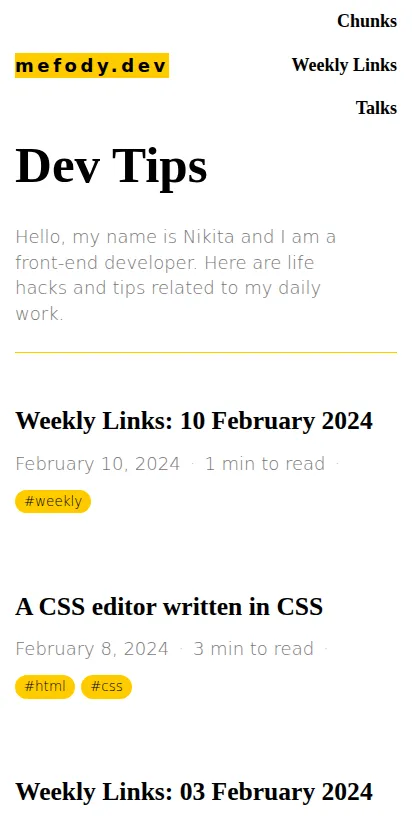 Chunks
mefody.dev
Weekly Links
Talks
Dev Tips
Hello, my name is Nikita and I am a
front-end developer. Here are life
hacks and tips related to my daily
work.
Weekly Links: 10 February 2024
February 10, 2024 · 1 min to read ·
#weekly
A CSS editor written in CSS
February 8, 2024 · 3 min to read ·
#html #css
Weekly Links: 03 February 2024